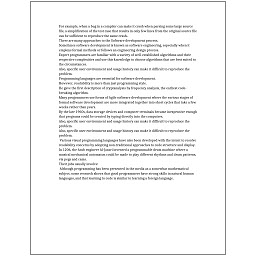 For example, when a bug in a compiler can make it crash when parsing some large source
file, a simplification of the test case that results in only few lines from the original source file
can be sufficient to reproduce the same crash.
There are many approaches to the Software development process.
Sometimes software development is known as software engineering, especially when it
employs formal methods or follows an engineering design process.
Expert programmers are familiar with a variety of well-established algorithms and their
respective complexities and use this knowledge to choose algorithms that are best suited to
the circumstances.
Also, specific user environment and usage history can make it difficult to reproduce the
problem.
Programming languages are essential for software development.
However, readability is more than just programming style.
He gave the first description of cryptanalysis by frequency analysis, the earliest code-
breaking algorithm.
Many programmers use forms of Agile software development where the various stages of
formal software development are more integrated together into short cycles that take a few
weeks rather than years.
By the late 1960s, data storage devices and computer terminals became inexpensive enough
that programs could be created by typing directly into the computers.
Also, specific user environment and usage history can make it difficult to reproduce the
problem.
Also, specific user environment and usage history can make it difficult to reproduce the
problem.
Various visual programming languages have also been developed with the intent to resolve
readability concerns by adopting non-traditional approaches to code structure and display.
In 1206, the Arab engineer Al-Jazari invented a programmable drum machine where a
musical mechanical automaton could be made to play different rhythms and drum patterns,
via pegs and cams.
Their jobs usually involve:
Although programming has been presented in the media as a somewhat mathematical
subject, some research shows that good programmers have strong skills in natural human
languages, and that learning to code is similar to learning a foreign language.